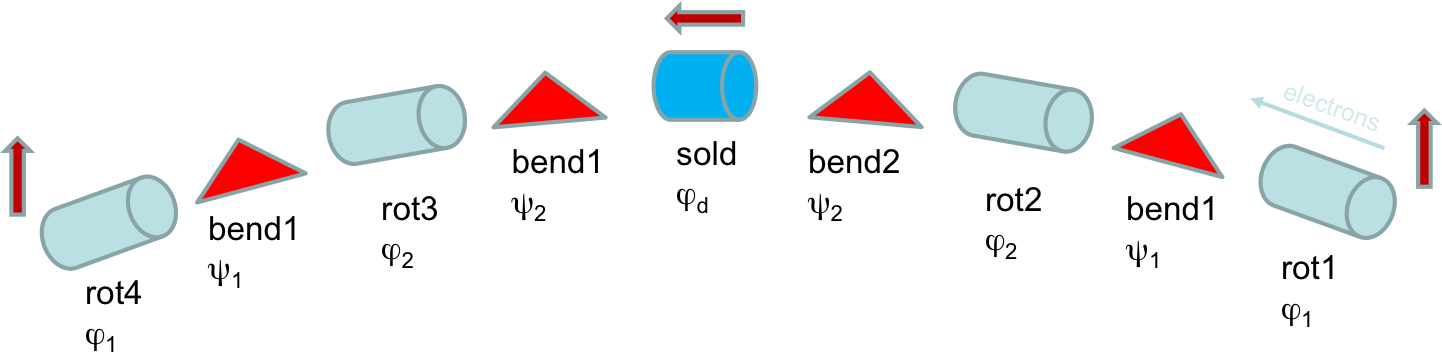 electrons
sold
φd
bend1
ψ2
bend2
ψ2
rot3
φ2
rot2
φ2
bend1
ψ1
bend1
ψ1
rot4
φ1
rot1
φ1